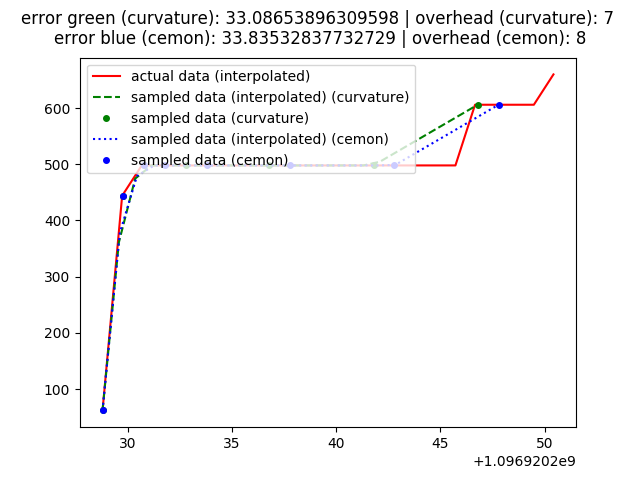 error green (curvature): 33.08653896309598 | overhead (curvature): 7
error blue (cemon): 33.83532837732729 | overhead (cemon): 8
actual data (interpolated)
sampled data (interpolated) (curvature)
sampled data (curvature)
sampled data (interpolated) (cemon)
sampled data (cemon)
600
500
400
300
200
100
30 35 40 45 50
+1.0969202e9